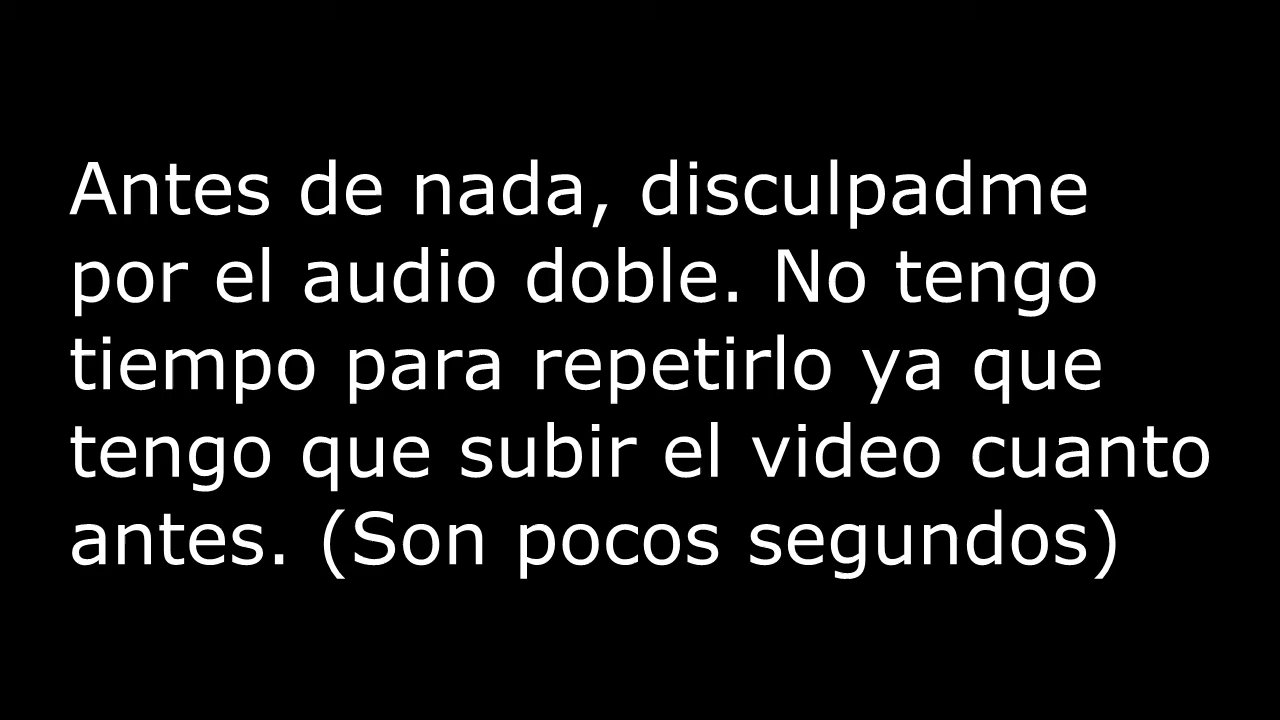 Antes de nada, disculpadme
por el audio doble. No tengo
tiempo para repetirlo ya que
tengo que subir el video cuanto
antes. (Son pocos segundos)